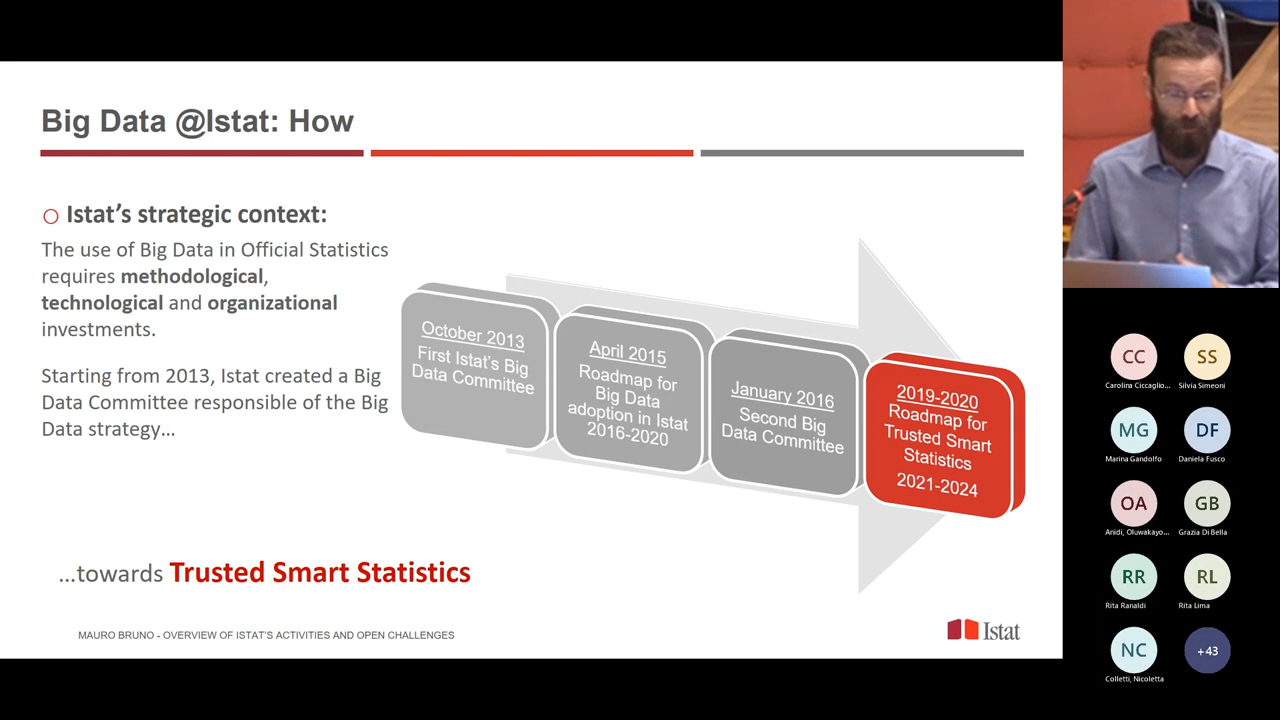 Big Data @Istat: How
Istat’s strategic context:
The use of Big Data in Official Statistics
requires methodological,
technological and organizational
investments.
Starting from 2013, Istat created a Big
Data Committee responsible of the Big
Data strategy…
October 2013
First Istat’s Big
Data Committee
April 2015
Roadmap for
Big Data
adoption in Istat
2016-2020
January 2016
Second Big
Data Committee
2019-2020
Roadmap for
Trusted Smart
Statistics
2021-2024
…towards Trusted Smart Statistics
MAURO BRUNO - OVERVIEW OF ISTAT’S ACTIVITIES AND OPEN CHALLENGES
Istat
CC
SS
Carolina Ciccaglio...
Silvia Simeoni
MG
DF
Marina Gandolfo
Daniela Fusco
OA
GB
Anidi, Oluwakayo...
Grazia Di Bella
RR
RL
Rita Ranaldi
Rita Lima
NC
+43
Colletti, Nicoletta